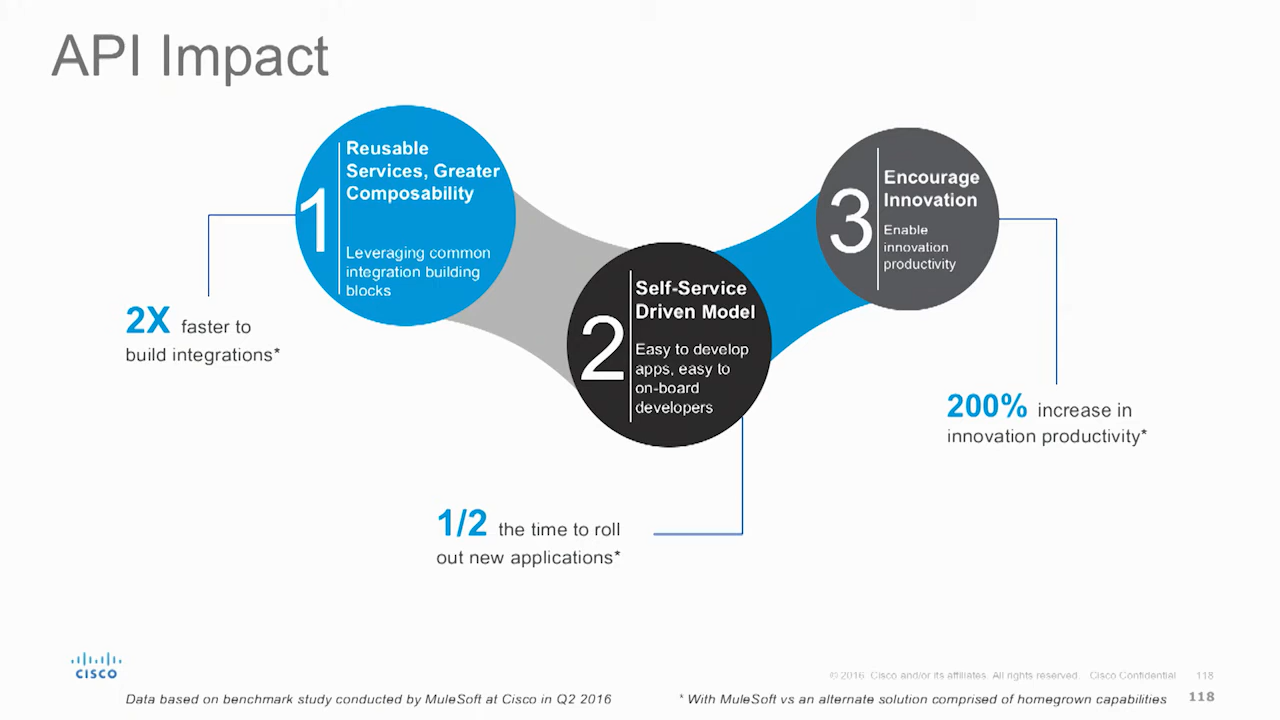 API Impact
1
Reusable
Services, Greater
Composability
Leveraging common
integration building
blocks
2X faster to
build integrations*
2
Self-Service
Driven Model
Easy to develop
apps, easy to
on-board
developers
1/2 the time to roll
out new applications*
3
Encourage
Innovation
Enable
innovation
productivity
200% increase in
innovation productivity*
CISCO
© 2016 Cisco and/or its affiliates. All rights reserved. Cisco Confidential 118
Data based on benchmark study conducted by MuleSoft at Cisco in Q2 2016
* With MuleSoft vs an alternate solution comprised of homegrown capabilities
118